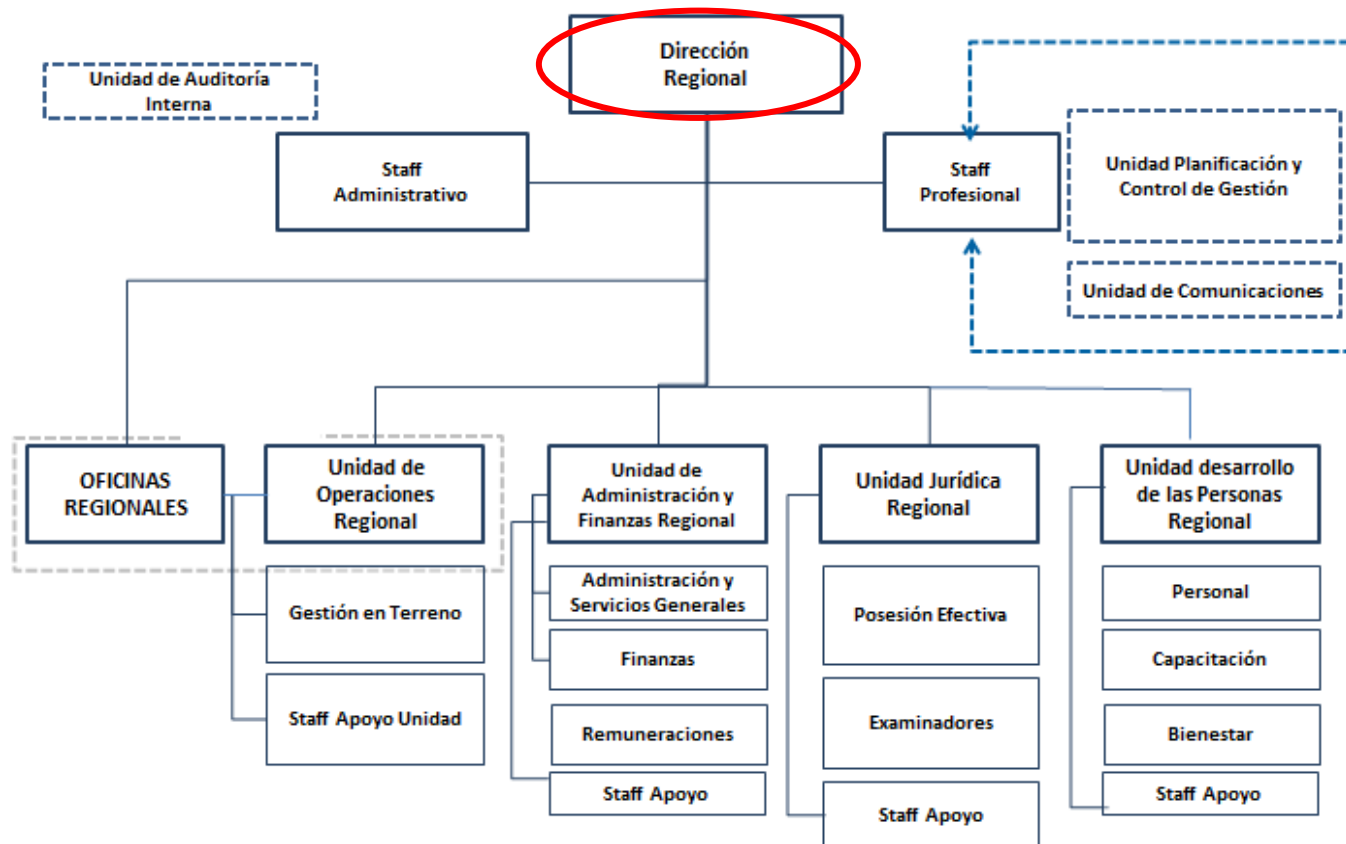 Dirección
Regional
Unidad de Auditoría
Interna
Staff
Administrativo
Staff
Profesional
Unidad Planificación y
Control de Gestión
Unidad de Comunicaciones
OFICINAS
REGIONALES
Unidad de
Operaciones
Regional
Unidad de
Administración y
Finanzas Regional
Unidad Jurídica
Regional
Unidad desarrollo
de las Personas
Regional
Gestión en Terreno
Staff Apoyo Unidad
Administración y
Servicios Generales
Finanzas
Remuneraciones
Staff Apoyo
Posesión Efectiva
Examinadores
Staff Apoyo
Personal
Capacitación
Bienestar
Staff Apoyo